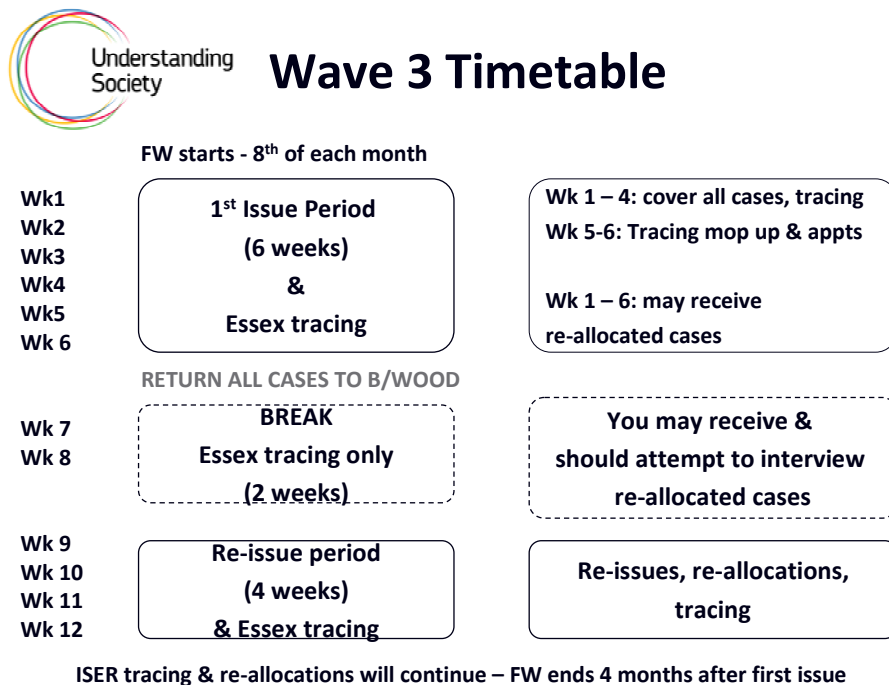 Understanding
Society
Wave 3 Timetable
FW starts - 8th of each month
Wk1
Wk2
Wk3
Wk4
Wk5
Wk 6
1st Issue Period
(6 weeks)
&
Essex tracing
Wk 1 – 4: cover all cases, tracing
Wk 5-6: Tracing mop up & appts
Wk 1 – 6: may receive
re-allocated cases
RETURN ALL CASES TO B/WOOD
Wk 7
Wk 8
BREAK
Essex tracing only
(2 weeks)
You may receive &
should attempt to interview
re-allocated cases
Wk 9
Wk 10
Wk 11
Wk 12
Re-issue period
(4 weeks)
& Essex tracing
Re-issues, re-allocations,
tracing
ISER tracing & re-allocations will continue – FW ends 4 months after first issue